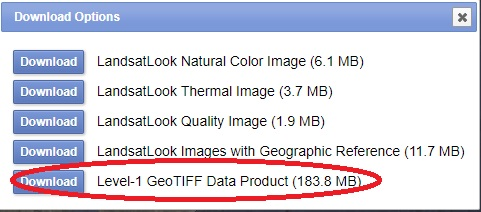 Download Options
Download LandsatLook Natural Color Image (6.1 MB)
Download LandsatLook Thermal Image (3.7 MB)
Download LandsatLook Quality Image (1.9 MB)
Download LandsatLook Images with Geographic Reference (11.7 MB)
Download Level-1 GeoTIFF Data Product (183.8 MB)